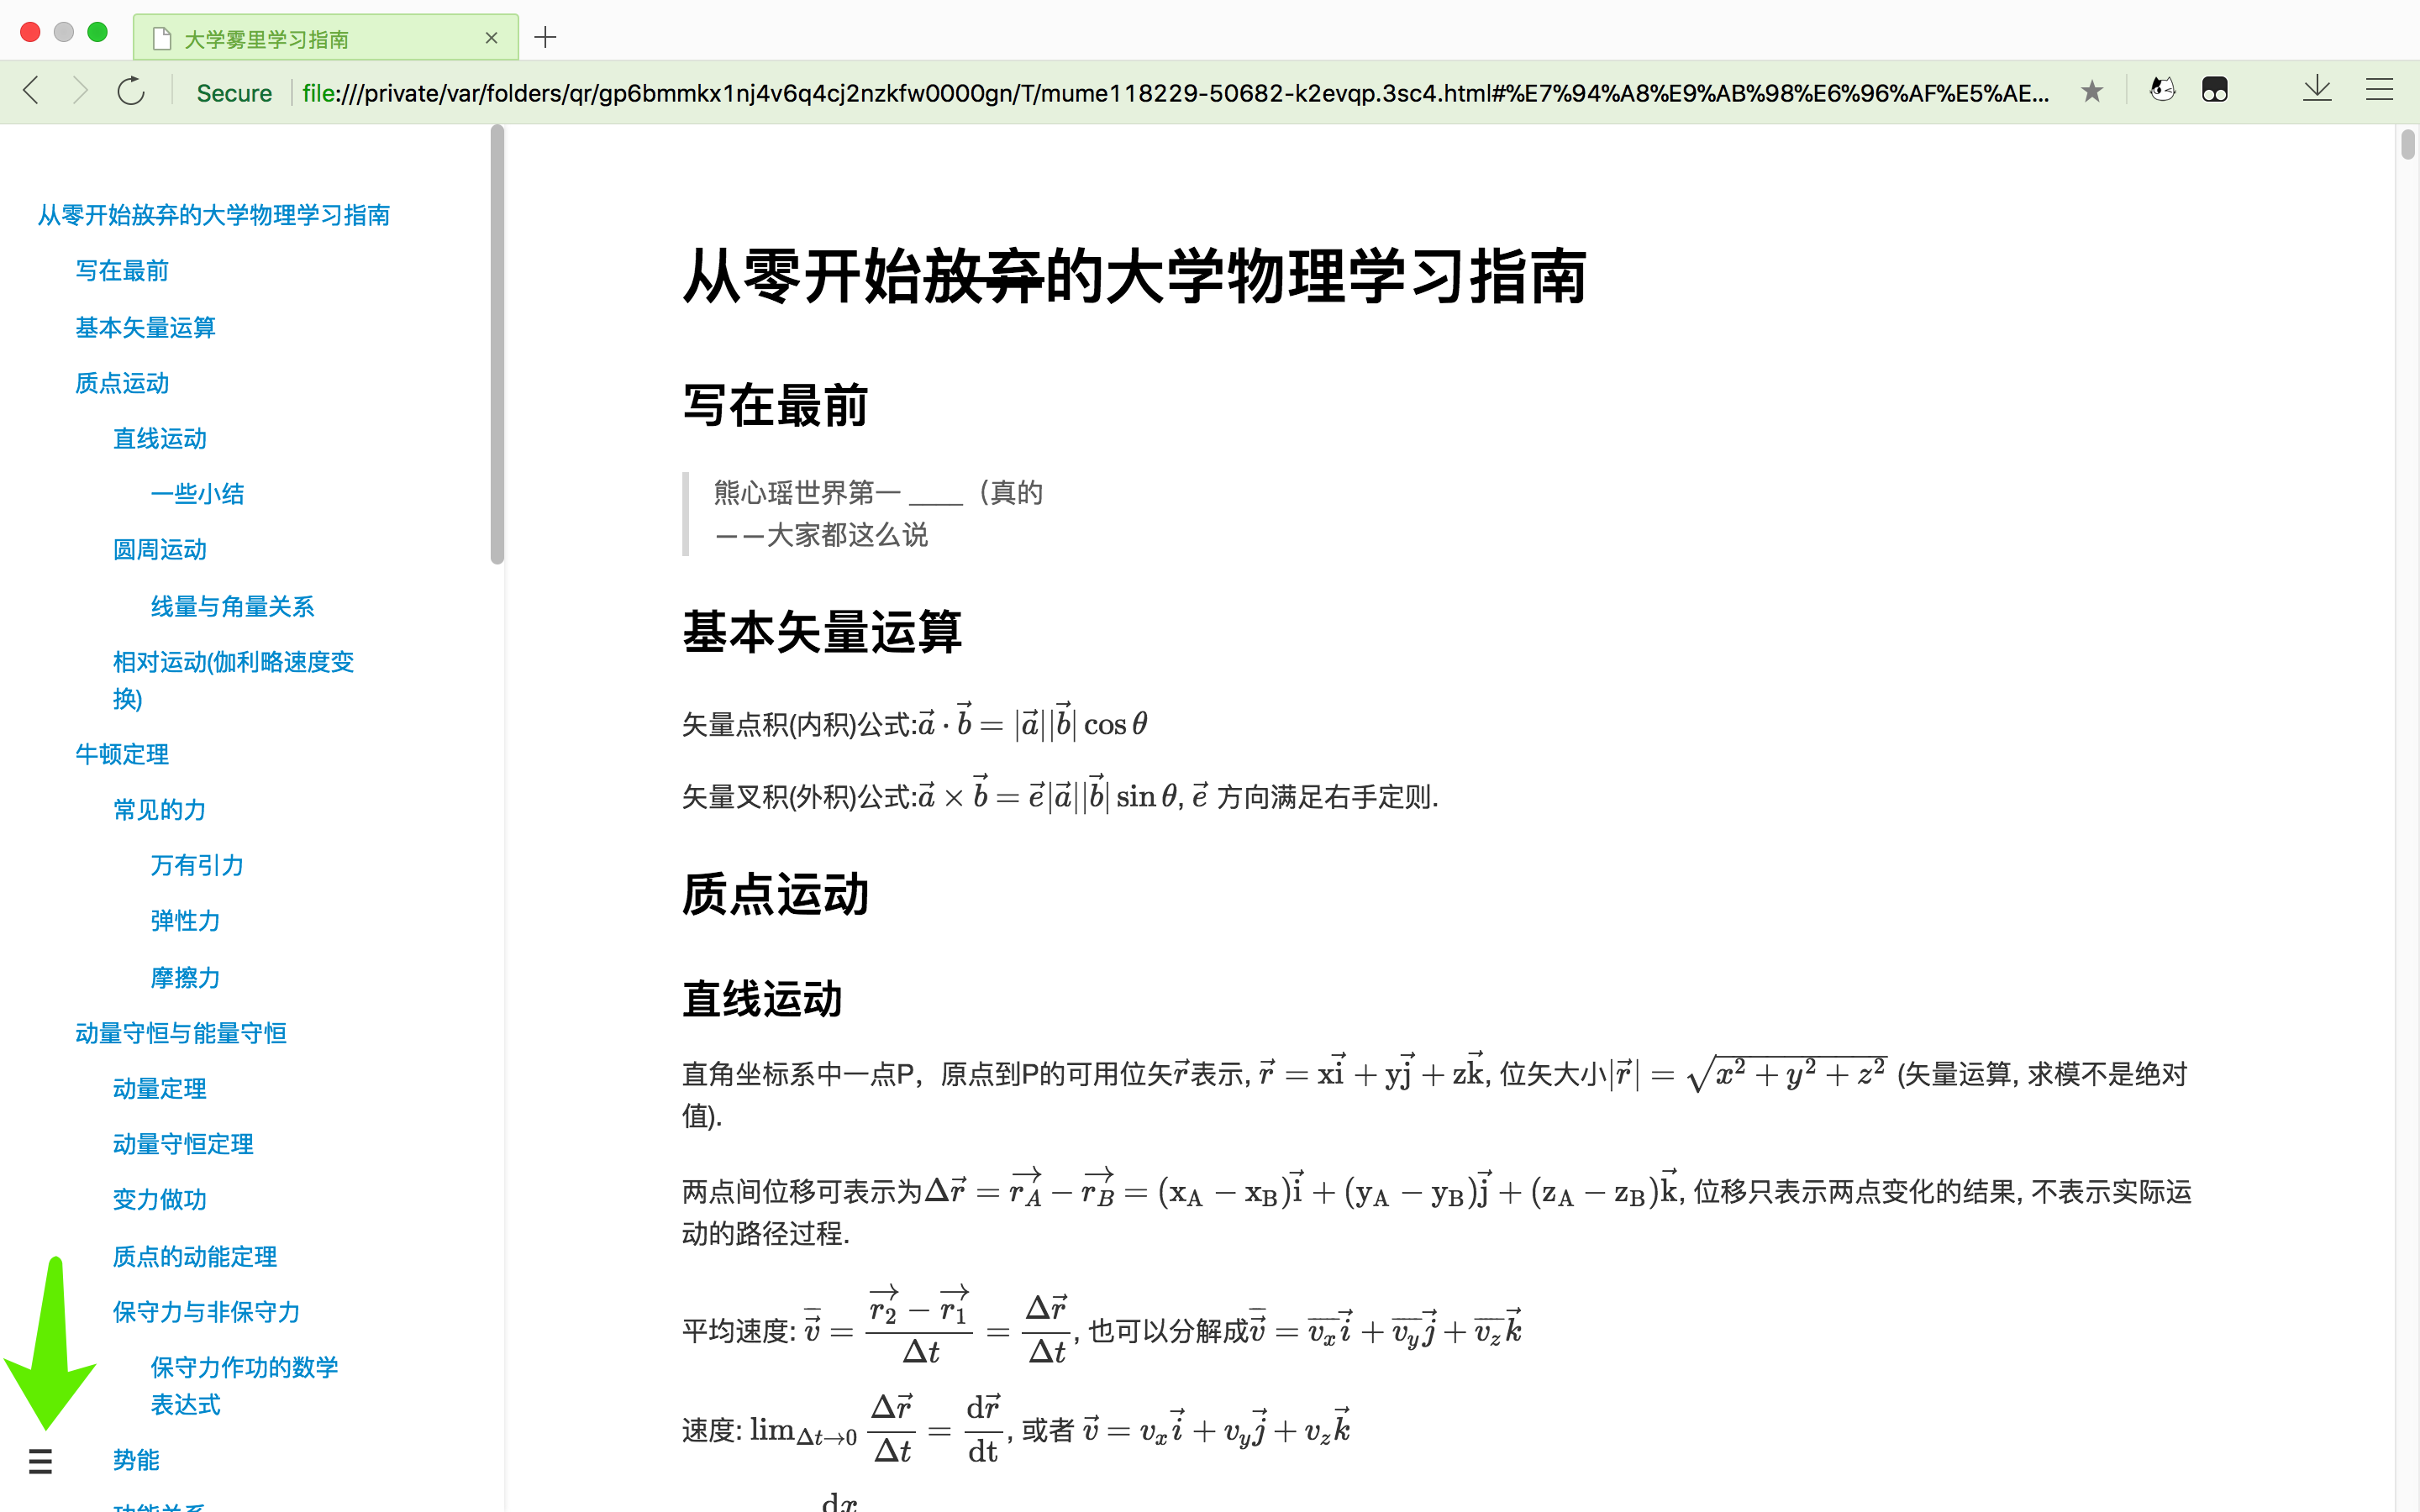 大学雾里学习指南
Secure file:///private/var/folders/qr/gp6bmmkx1nj4v6q4cj2nzkfw0000gn/T/mume118229-50682-k2evqp.3sc4.html#%E7%94%A8%E9%AB%98%E6%96%AF%E5%AE...
从零开始放弃的大学物理学习指南
写在最前
基本矢量运算
质点运动
直线运动
一些小结
圆周运动
线量与角量关系
相对运动(伽利略速度变
换)
牛顿定理
常见的力
万有引力
弹性力
摩擦力
动量守恒与能量守恒
动量定理
动量守恒定理
变力做功
质点的动能定理
保守力与非保守力
保守力作功的数学
表达式
势能
功能关系
从零开始放弃的大学物理学习指南
写在最前
熊心瑶世界第一 ____（真的
——大家都这么说
基本矢量运算
矢量点积(内积)公式:$\vec{a} \cdot \vec{b} = |\vec{a}||\vec{b}| \cos \theta$
矢量叉积(外积)公式:$\vec{a} \times \vec{b} = \vec{e}|\vec{a}||\vec{b}| \sin \theta$, $\vec{e}$ 方向满足右手定则.
质点运动
直线运动
直角坐标系中一点P，原点到P的可用位矢$\vec{r}$表示, $\vec{r} = \mathrm{x}\vec{\mathrm{i}} + \mathrm{y}\vec{\mathrm{j}} + \mathrm{z}\vec{\mathrm{k}}$, 位矢大小$|\vec{r}| = \sqrt{x^2 + y^2 + z^2}$ (矢量运算, 求模不是绝对
值).
两点间位移可表示为$\Delta \vec{r} = \overrightarrow{r_A} - \overrightarrow{r_B} = (\mathrm{x_A} - \mathrm{x_B})\vec{\mathrm{i}} + (\mathrm{y_A} - \mathrm{y_B})\vec{\mathrm{j}} + (\mathrm{z_A} - \mathrm{z_B})\vec{\mathrm{k}}$, 位移只表示两点变化的结果, 不表示实际运
动的路径过程.
平均速度: $\overline{\vec{v}} = \dfrac{\overrightarrow{r_2} - \overrightarrow{r_1}}{\Delta t} = \dfrac{\Delta \vec{r}}{\Delta t}$, 也可以分解成$\overline{\vec{v}} = \overline{v_x}\vec{i} + \overline{v_y}\vec{j} + \overline{v_z}\vec{k}$
速度: $\lim_{\Delta t \to 0} \dfrac{\Delta \vec{r}}{\Delta t} = \dfrac{\mathrm{d}\vec{r}}{\mathrm{dt}}$, 或者 $\vec{v} = v_x\vec{i} + v_y\vec{j} + v_z\vec{k}$
$\mathrm{d}x$